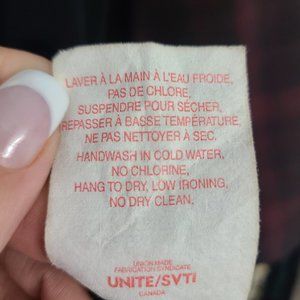 LAVER À LA MAIN À L'EAU FROIDE,
PAS DE CHLORE,
SUSPENDRE POUR SÉCHER,
REPASSER À BASSE TEMPÉRATURE,
NE PAS NETTOYER À SEC.
HANDWASH IN COLD WATER,
NO CHLORINE,
HANG TO DRY, LOW IRONING,
NO DRY CLEAN.
UNION MADE
FABRICATION SYNDICATE
UNITE/SVTI
CANADA